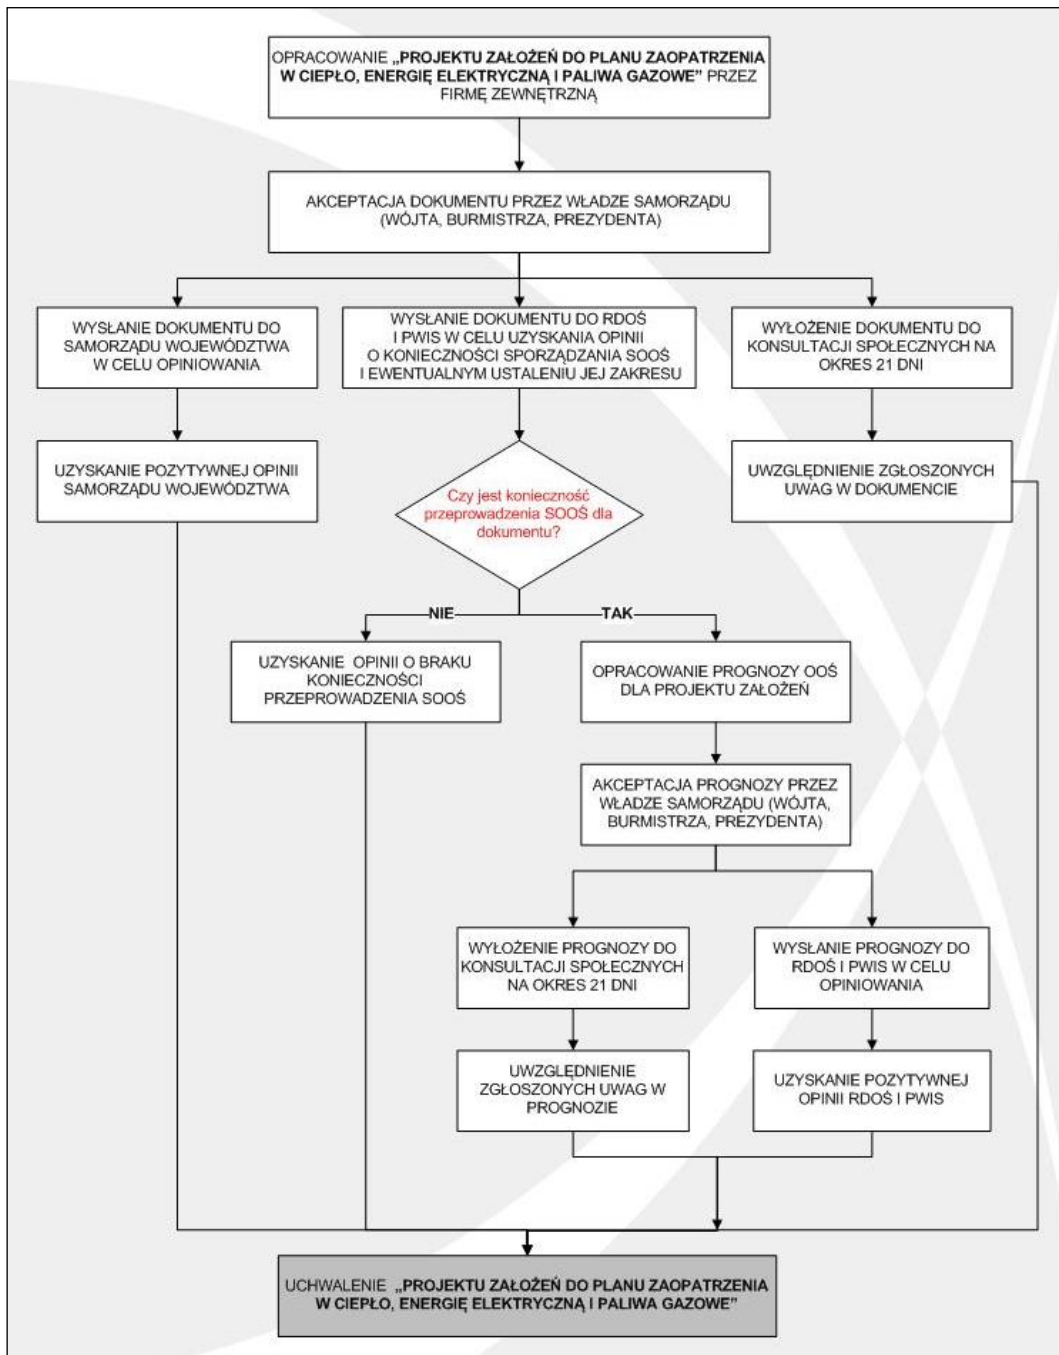 OPRACOWANIE „PROJEKTU ZAŁOŻEŃ DO PLANU ZAOPATRZENIA
W CIEPŁO, ENERGIĘ ELEKTRYCZNĄ I PALIWA GAZOWE” PRZEZ
FIRMĘ ZEWNĘTRZNĄ
AKCEPTACJA DOKUMENTU PRZEZ WŁADZE SAMORZĄDU
(WÓJTA, BURMISTRZA, PREZYDENTA)
WYSŁANIE DOKUMENTU DO
SAMORZĄDU WOJEWÓDZTWA
W CELU OPINIOWANIA
WYSŁANIE DOKUMENTU DO RDOŚ
I PWIS W CELU UZYSKANIA OPINII
O KONIECZNOŚCI SPORZĄDZANIA SOOŚ
I EWENTUALNYM USTALENIU JEJ ZAKRESU
WYŁOŻENIE DOKUMENTU DO
KONSULTACJI SPOŁECZNYCH NA
OKRES 21 DNI
UZYSKANIE POZYTYWNEJ OPINII
SAMORZĄDU WOJEWÓDZTWA
Czy jest konieczność
przeprowadzenia SOOŚ dla
dokumentu?
UWZGLĘDNIENIE ZGŁOSZONYCH
UWAG W DOKUMENCIE
NIE
TAK
UZYSKANIE OPINII O BRAKU
KONIECZNOŚCI
PRZEPROWADZENIA SOOŚ
OPRACOWANIE PROGNOZY OOŚ
DLA PROJEKTU ZAŁOŻEŃ
AKCEPTACJA PROGNOZY PRZEZ
WŁADZE SAMORZĄDU (WÓJTA,
BURMISTRZA, PREZYDENTA)
WYŁOŻENIE PROGNOZY DO
KONSULTACJI SPOŁECZNYCH
NA OKRES 21 DNI
WYSŁANIE PROGNOZY DO
RDOŚ I PWIS W CELU
OPINIOWANIA
UWZGLĘDNIENIE
ZGŁOSZONYCH UWAG W
PROGNOZIE
UZYSKANIE POZYTYWNEJ
OPINII RDOŚ I PWIS
UCHWALENIE „PROJEKTU ZAŁOŻEŃ DO PLANU ZAOPATRZENIA
W CIEPŁO, ENERGIĘ ELEKTRYCZNĄ I PALIWA GAZOWE”